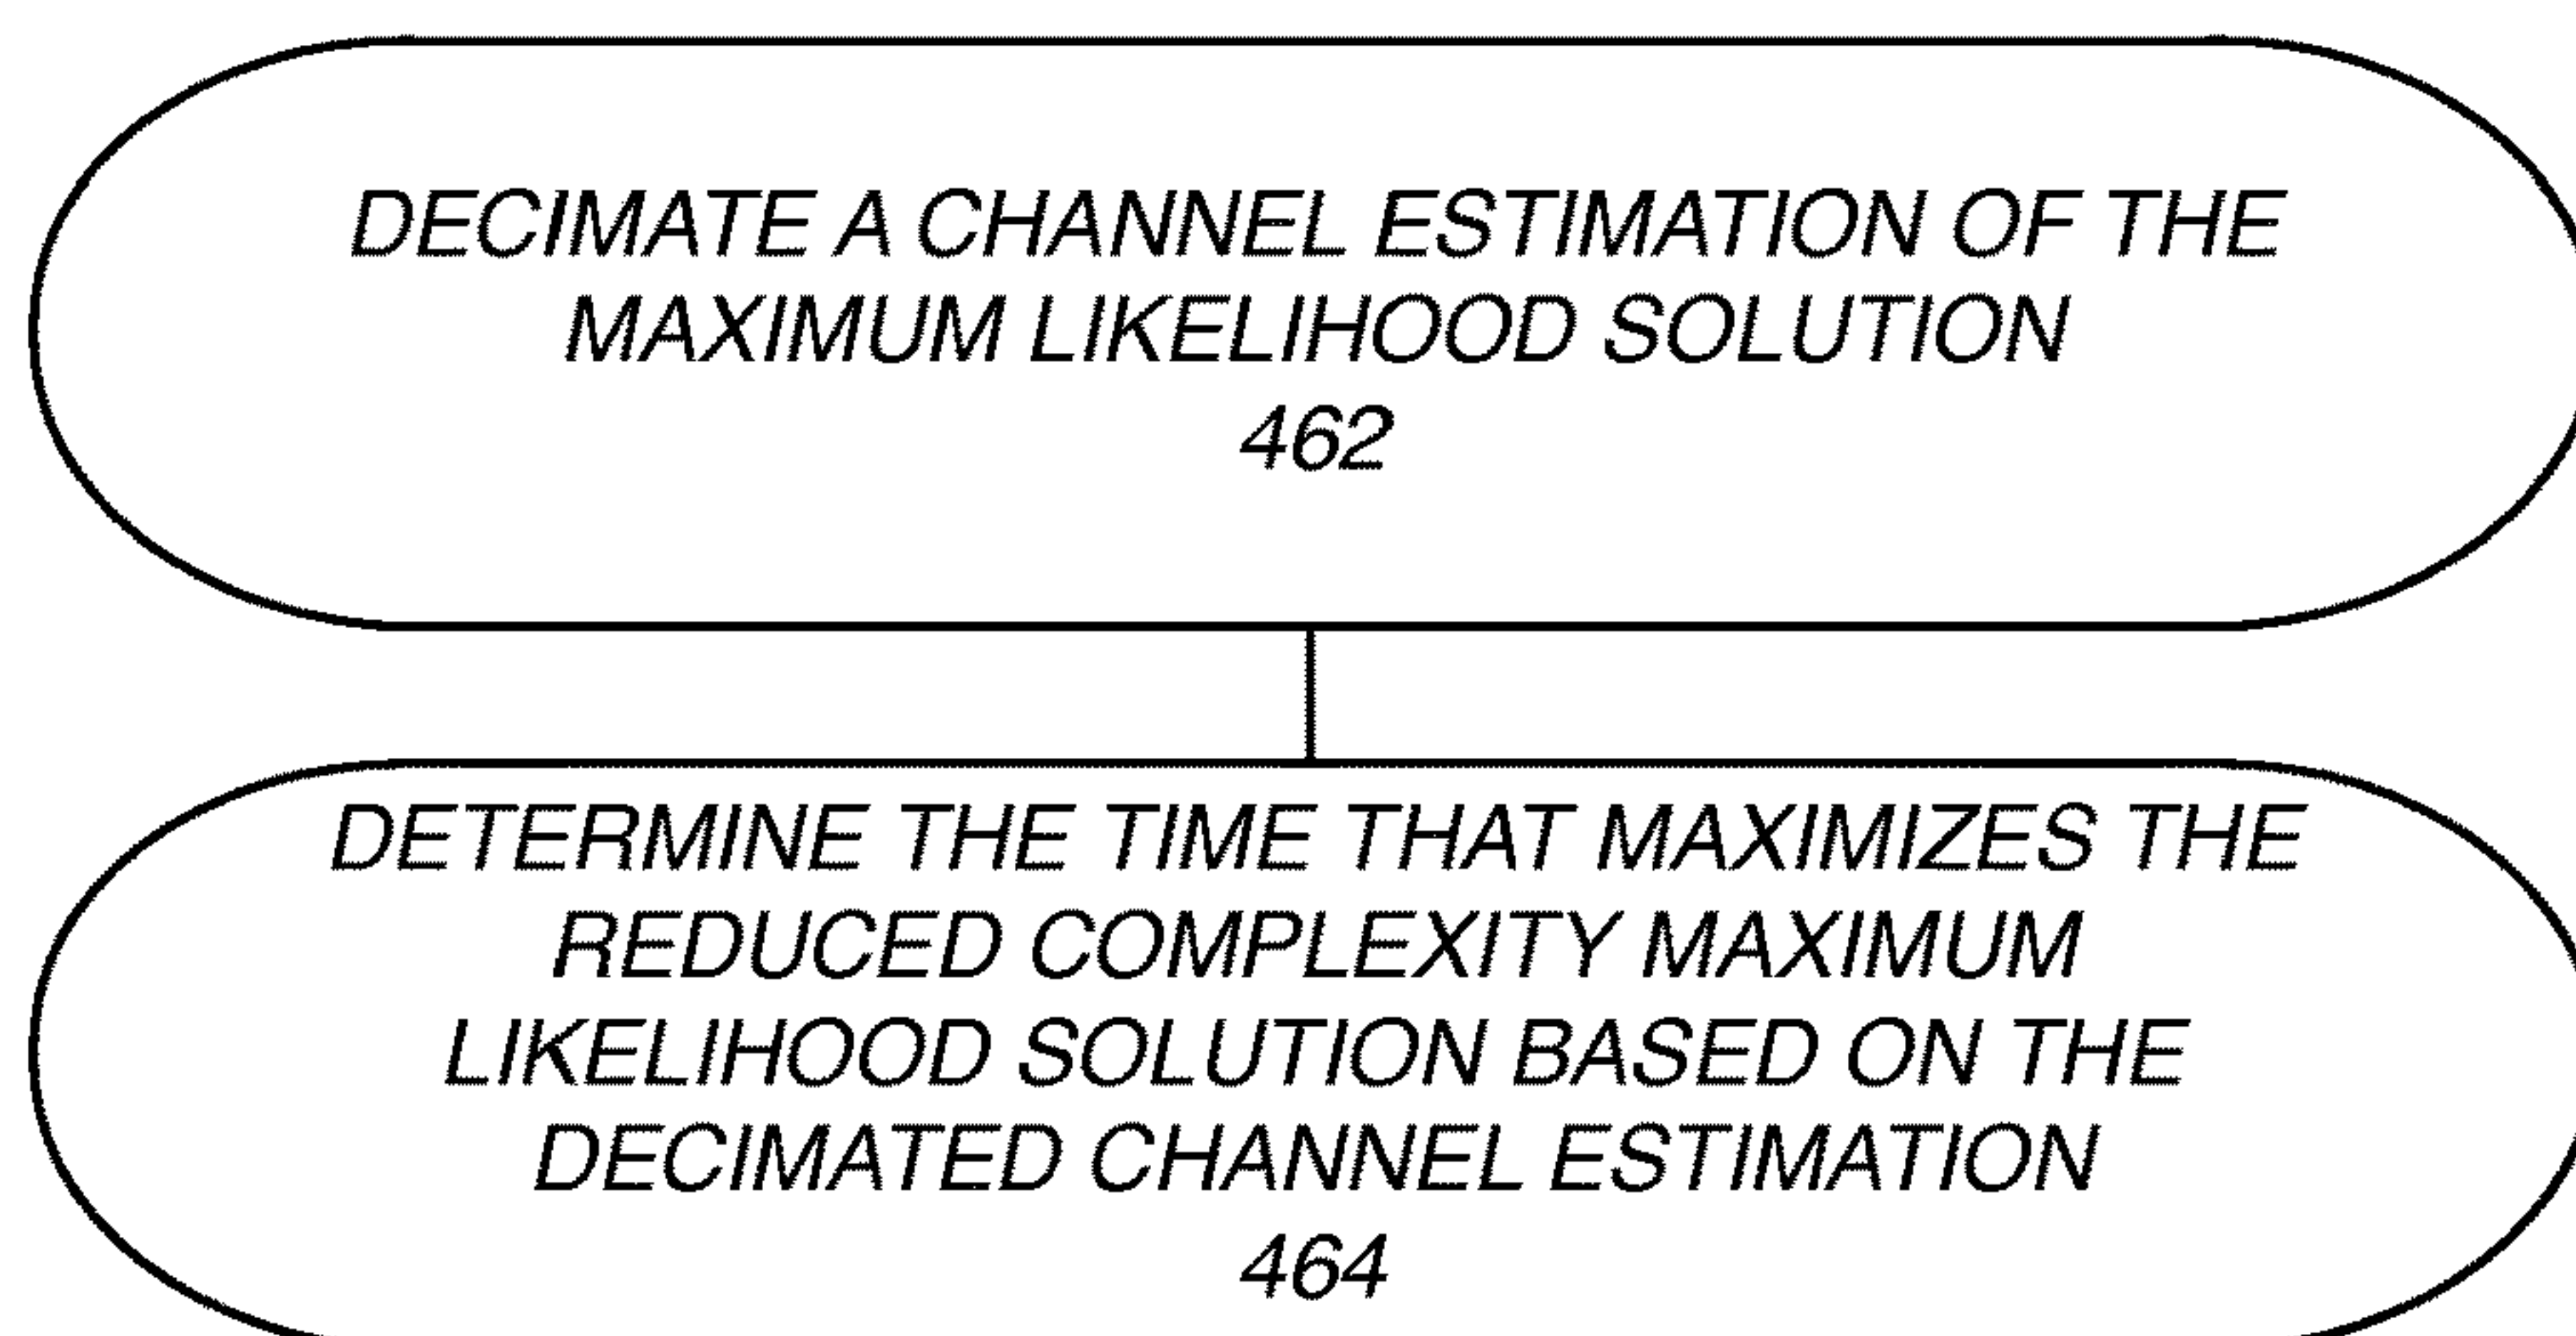 DECIMATE A CHANNEL ESTIMATION OF THE
MAXIMUM LIKELIHOOD SOLUTION
462
DETERMINE THE TIME THAT MAXIMIZES THE
REDUCED COMPLEXITY MAXIMUM
LIKELIHOOD SOLUTION BASED ON THE
DECIMATED CHANNEL ESTIMATION
464